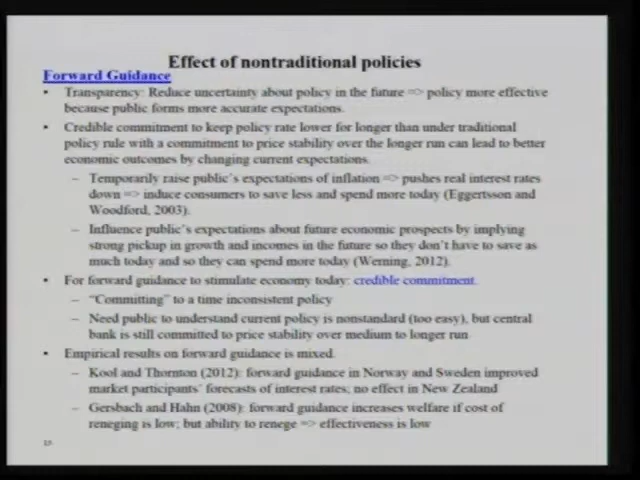 Effect of nontraditional policies
Forward Guidance
• Transparency: Reduce uncertainty about policy in the future => policy more effective
because public forms more accurate expectations.
• Credible commitment to keep policy rate lower for longer than under traditional
policy rule with a commitment to price stability over the longer run can lead to better
economic outcomes by changing current expectations.
– Temporarily raise public's expectations of inflation => pushes real interest rates
down => induce consumers to save less and spend more today (Eggertsson and
Woodford, 2003).
– Influence public's expectations about future economic prospects by implying
strong pickup in growth and incomes in the future so they don't have to save as
much today and so they can spend more today (Werning, 2012).
• For forward guidance to stimulate economy today: credible commitment.
– "Committing" to a time inconsistent policy
– Need public to understand current policy is nonstandard (too easy), but central
bank is still committed to price stability over medium to longer run
• Empirical results on forward guidance is mixed.
– Kool and Thornton (2012): forward guidance in Norway and Sweden improved
market participants' forecasts of interest rates; no effect in New Zealand
– Gersbach and Hahn (2008): forward guidance increases welfare if cost of
reneging is low; but ability to renege => effectiveness is low